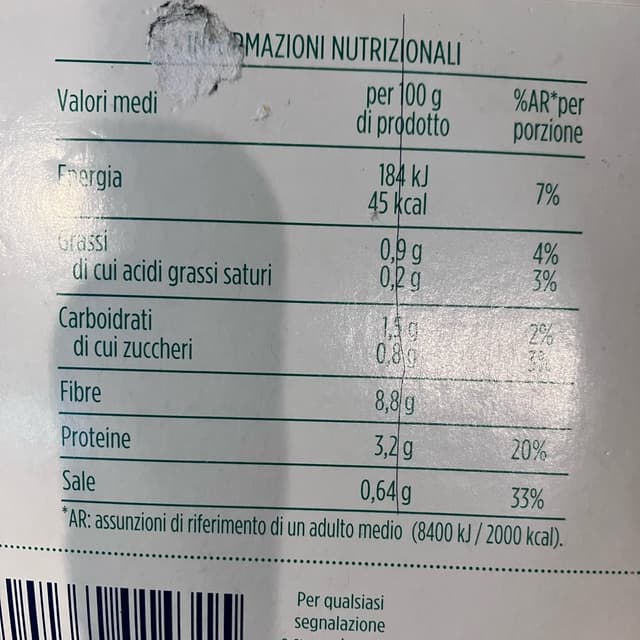 INFORMAZIONI NUTRIZIONALI
Valori medi per 100 g di prodotto %AR*per porzione
Energia 184 kJ 45 kcal 7%
Grassi 0,9 g 4%
di cui acidi grassi saturi 0,2 g 3%
Carboidrati 1,5 g 2%
di cui zuccheri 0,8 g 3%
Fibre 8,8 g
Proteine 3,2 g 20%
Sale 0,64 g 33%
*AR: assunzioni di riferimento di un adulto medio (8400 kJ / 2000 kcal).
Per qualsiasi
segnalazione